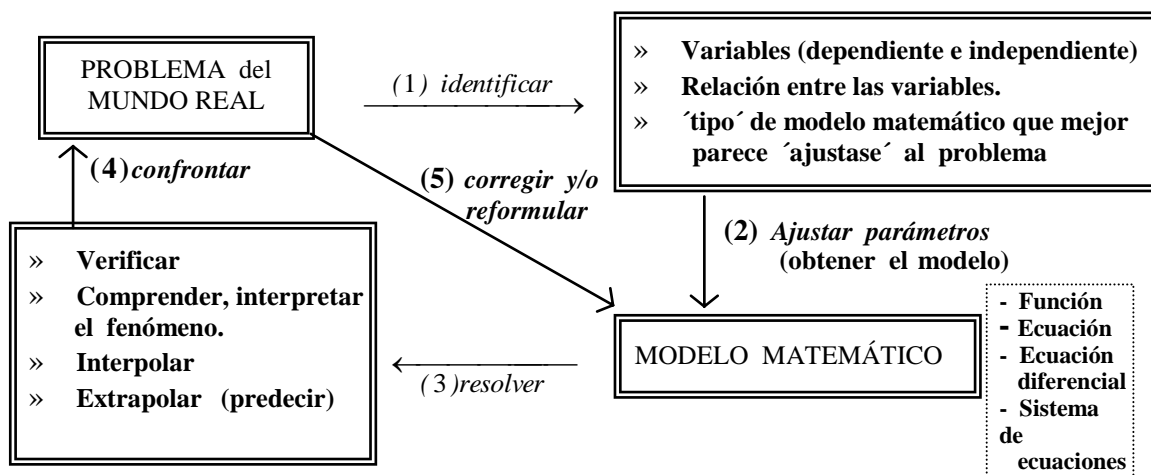 PROBLEMA del
MUNDO REAL
(1) identificar
» Variables (dependiente e independiente)
» Relación entre las variables.
» ´tipo´ de modelo matemático que mejor
parece ´ajustase´ al problema
(4) confrontar
(5) corregir y/o
reformular
(2) Ajustar parámetros
(obtener el modelo)
» Verificar
» Comprender, interpretar
el fenómeno.
» Interpolar
» Extrapolar (predecir)
(3) resolver
MODELO MATEMÁTICO
- Función
- Ecuación
- Ecuación
diferencial
- Sistema
de
ecuaciones